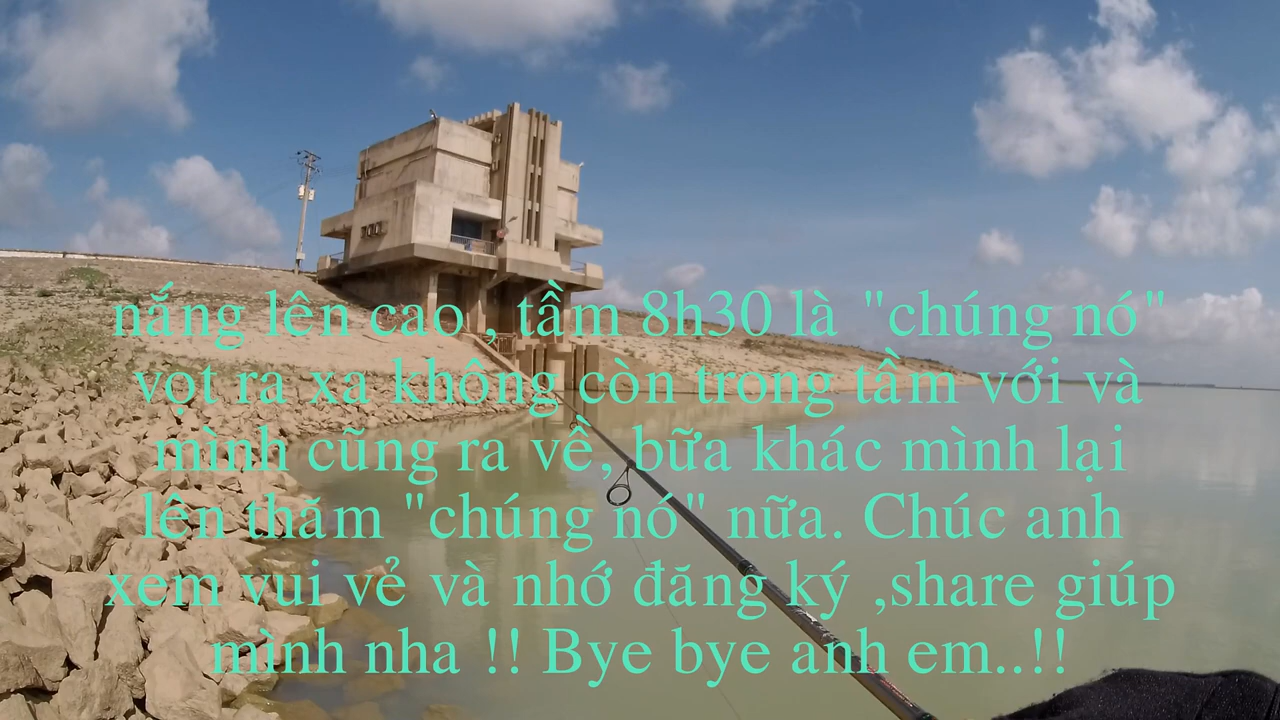 nắng lên cao , tầm 8h30 là "chúng nó"
vọt ra xa không còn trong tầm với và
mình cũng ra về, bữa khác mình lại
lên thăm "chúng nó" nữa. Chúc anh
xem vui vẻ và nhớ đăng ký ,share giúp
mình nha !! Bye bye anh em..!!